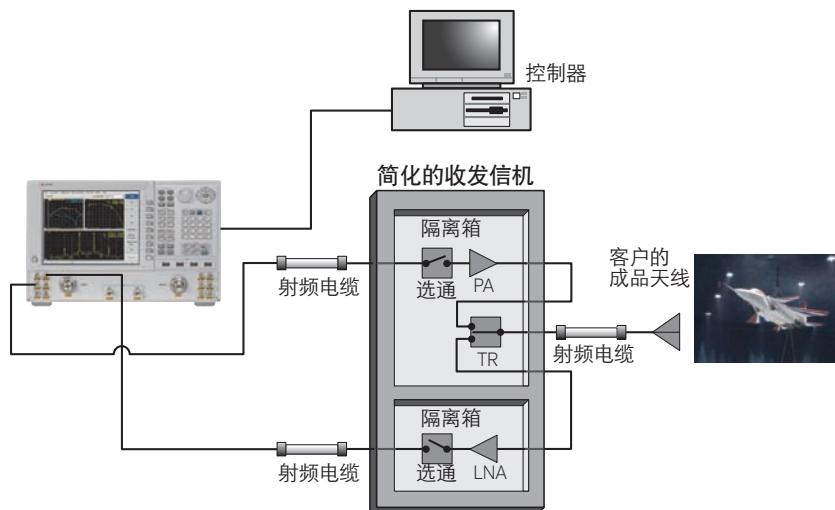 控制器
简化的收发信机
隔离箱
选通
PA
射频电缆
客户的
成品天线
TR
射频电缆
隔离箱
选通
LNA
射频电缆